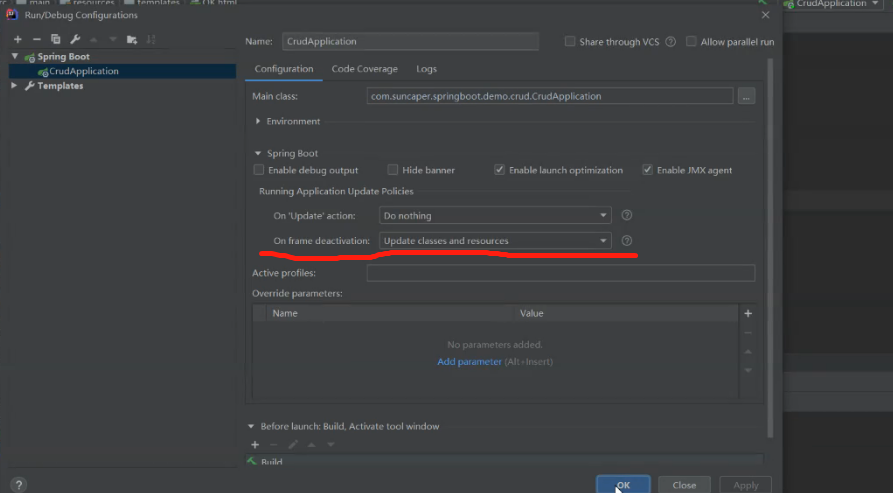 main resources templates OK.html
CrudApplication
Run/Debug Configurations
Name: CrudApplication Share through VCS Allow parallel run
Spring Boot
CrudApplication
Templates
Configuration Code Coverage Logs
Main class: com.suncaper.springboot.demo.crud.CrudApplication ...
Environment
Spring Boot
Enable debug output Hide banner Enable launch optimization Enable JMX agent
Running Application Update Policies
On 'Update' action: Do nothing
On frame deactivation: Update classes and resources
Active profiles:
Override parameters:
Name Value
No parameters added.
Add parameter (Alt+Insert)
Before launch: Build, Activate tool window
Build
OK Close Apply